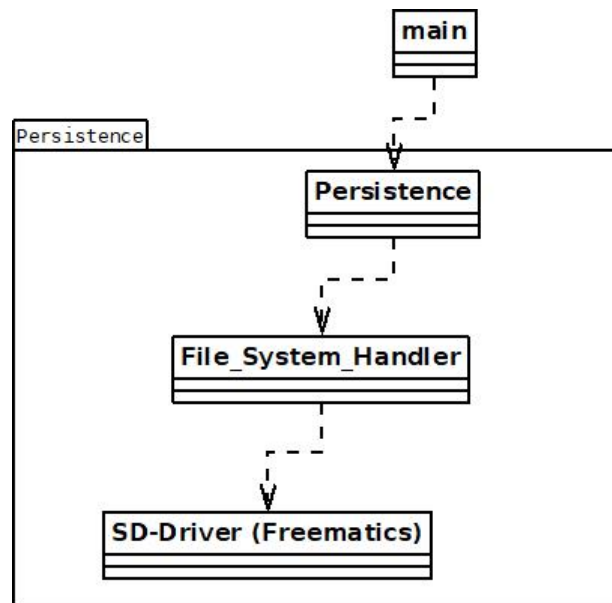 main
Persistence
Persistence
File_System_Handler
SD-Driver (Freematics)